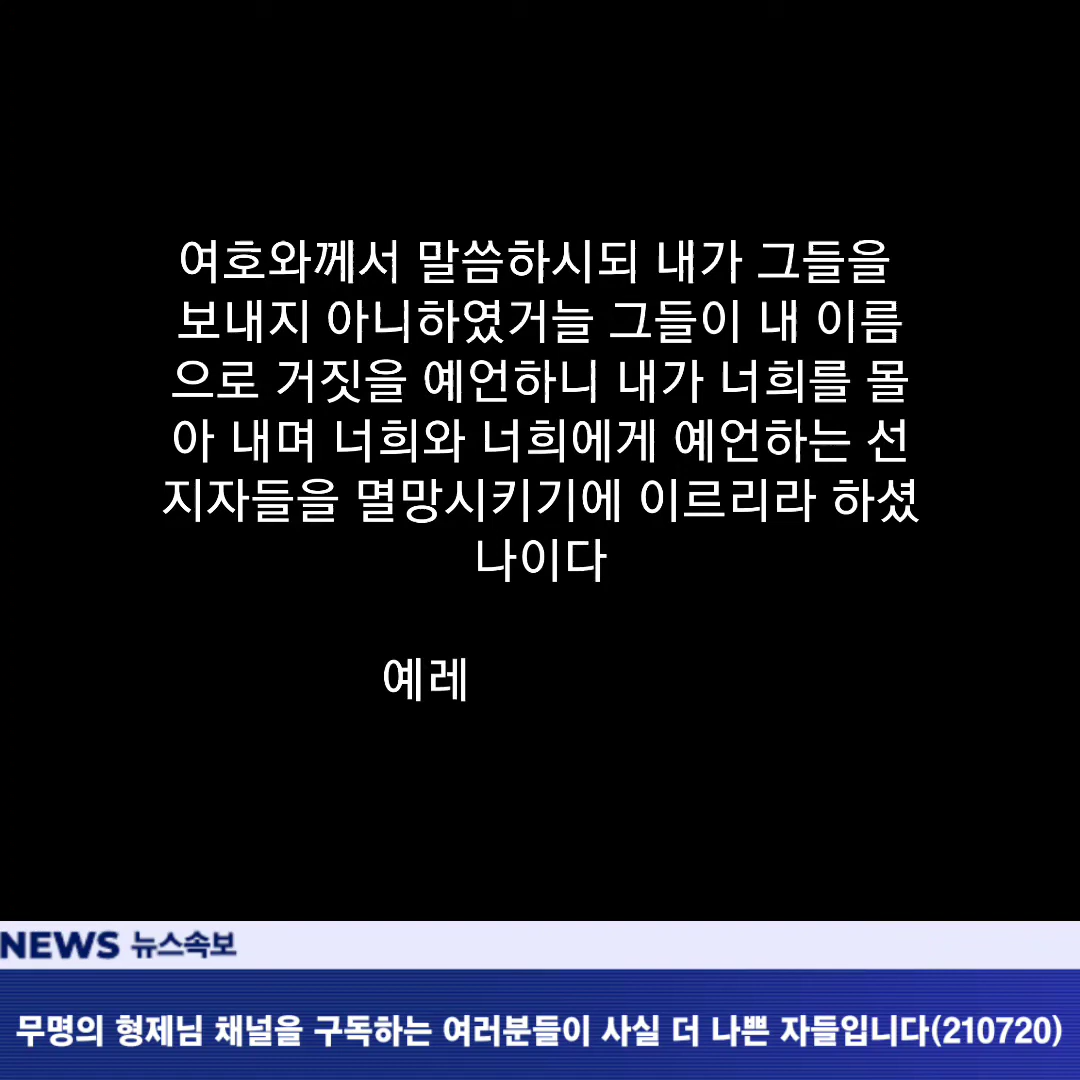 여호와께서 말씀하시되 내가 그들을
보내지 아니하였거늘 그들이 내 이름
으로 거짓을 예언하니 내가 너희를 몰
아 내며 너희와 너희에게 예언하는 선
지자들을 멸망시키기에 이르리라 하셨
나이다
예레
NEWS 뉴스속보
무명의 형제님 채널을 구독하는 여러분들이 사실 더 나쁜 자들입니다(210720)